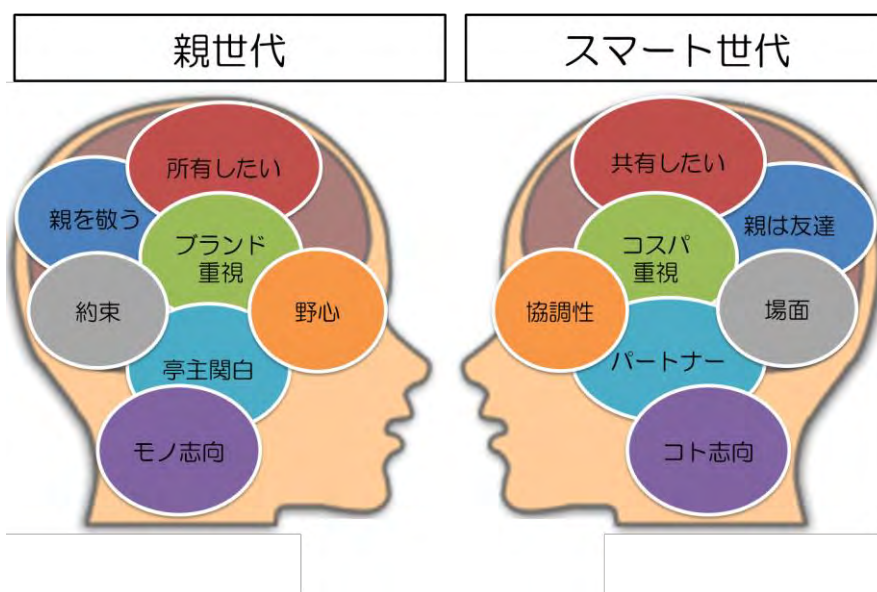 親世代
所有したい
親を敬う
ブランド
重視
約束
野心
亭主関白
モノ志向
スマート世代
共有したい
親は友達
コスパ
重視
協調性
場面
パートナー
コト志向